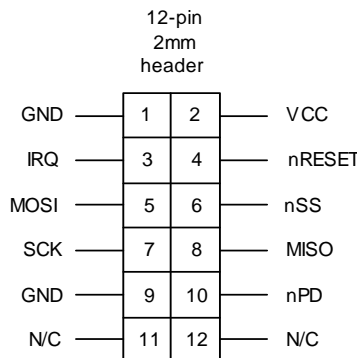 12-pin
2mm
header
GND 1 2 VCC
IRQ 3 4 nRESET
MOSI 5 6 nSS
SCK 7 8 MISO
GND 9 10 nPD
N/C 11 12 N/C